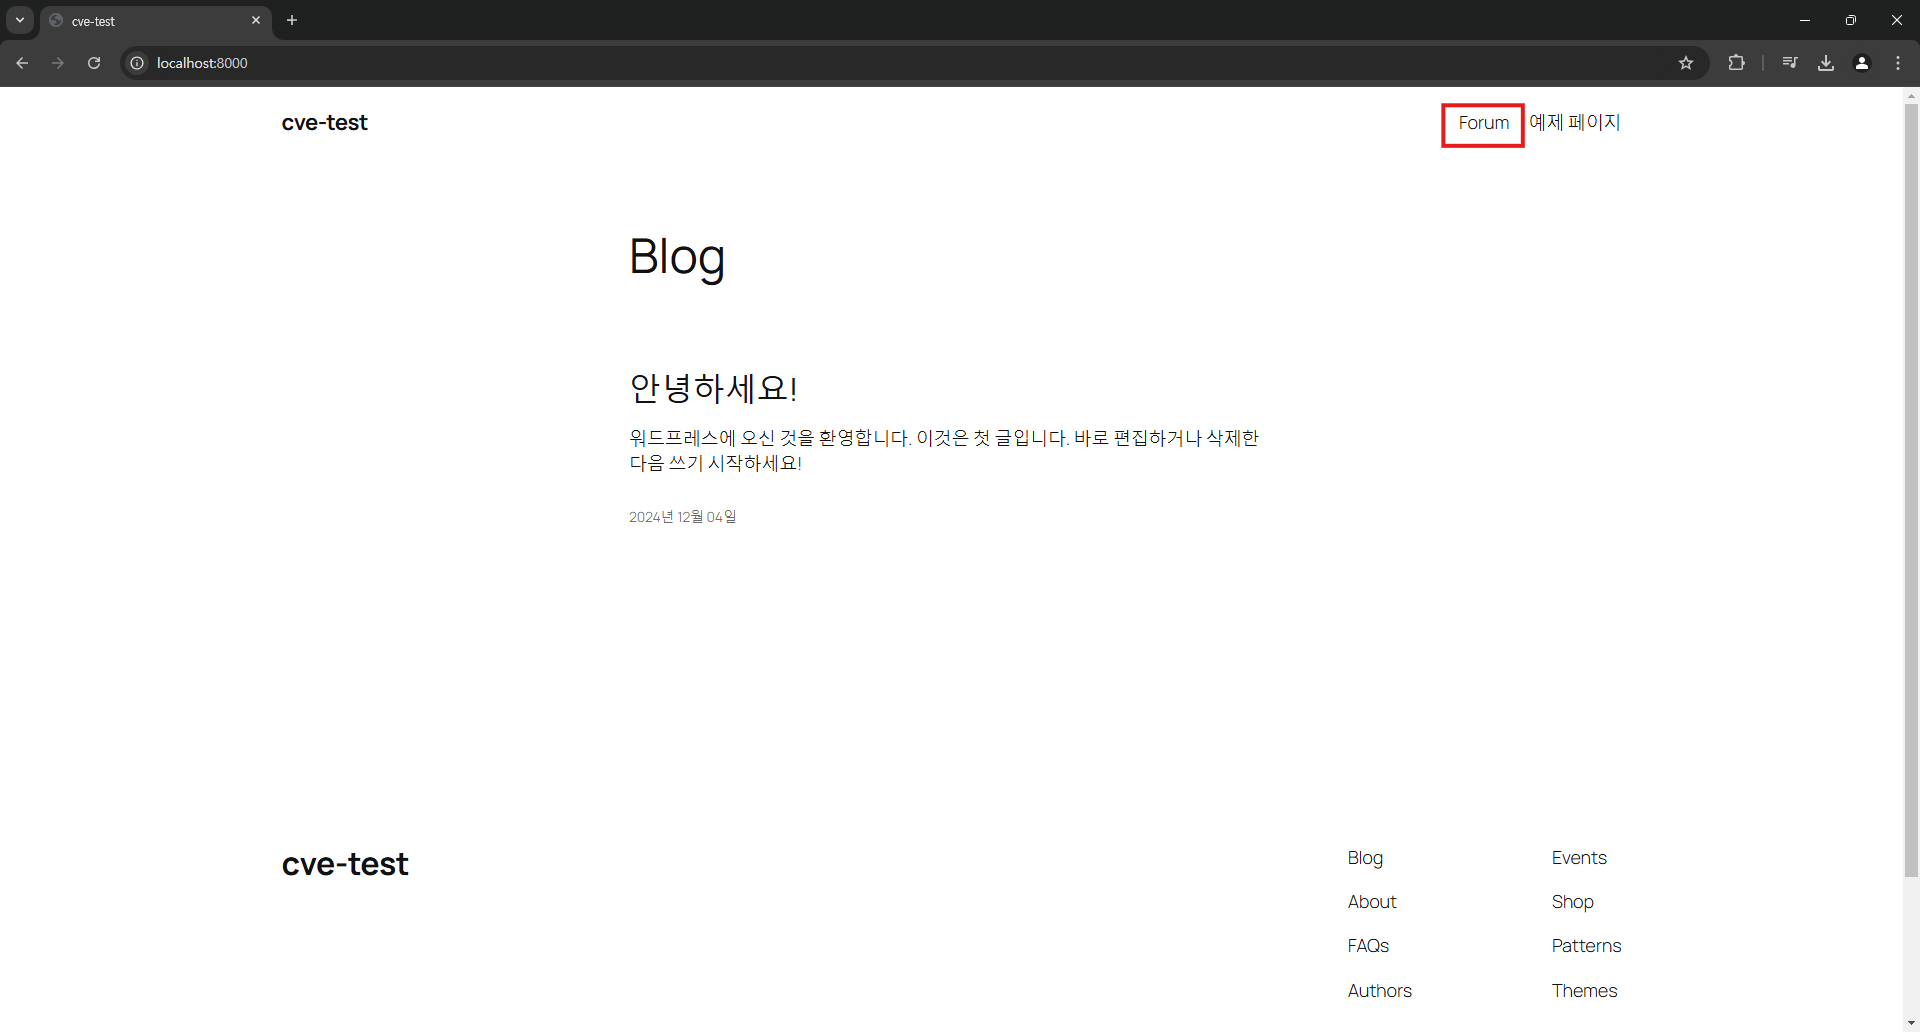 cve-test
localhost:8000
cve-test
Forum 예제 페이지
Blog
안녕하세요!
워드프레스에 오신 것을 환영합니다. 이것은 첫 글입니다. 바로 편집하거나 삭제한
다음 쓰기 시작하세요!
2024년 12월 04일
cve-test
Blog
About
FAQs
Authors
Events
Shop
Patterns
Themes